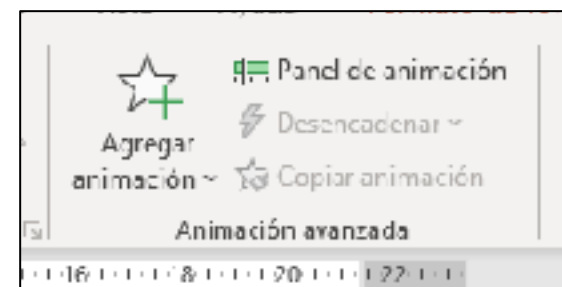 Panel de animación
Agregar animación
Desencadenar
Copiar animación
Animación avanzada
16 18 20 22